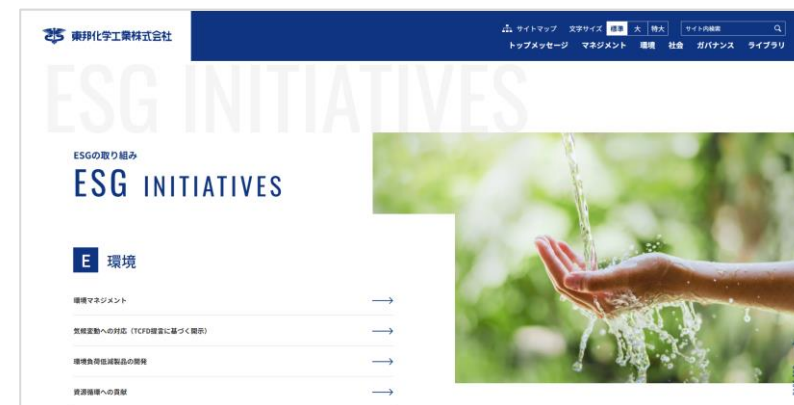 東邦化学工業株式会社
サイトマップ 文字サイズ 標準 大 特大 サイト内検索
トップメッセージ マネジメント 環境 社会 ガバナンス ライブラリ
ESG INITIATIVES
ESGの取り組み
ESG INITIATIVES
E 環境
環境マネジメント
気候変動への対応（TCFD提言に基づく開示）
環境負荷低減製品の開発
資源循環への貢献